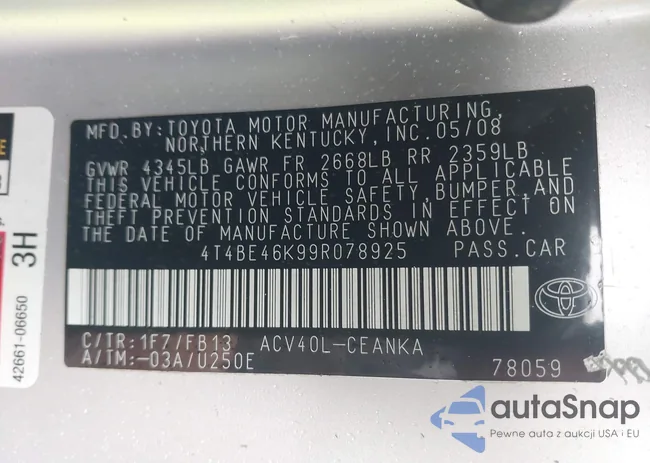 MFD.BY:TOYOTA MOTOR MANUFACTURING,
NORTHERN KENTUCKY,INC.05/08
GVWR 4345LB GAWR FR 2668LB RR 2359LB
THIS VEHICLE CONFORMS TO ALL APPLICABLE
FEDERAL MOTOR VEHICLE SAFETY,BUMPER,AND
THEFT PREVENTION STANDARDS IN EFFECT ON
THE DATE OF MANUFACTURE SHOWN ABOVE.
4T4BE46K99R078925 PASS.CAR
C/TR:1F7/FB13 ACV40L-CEANKA
A/TM:-03A/U250E 78059
3H
42661-06650
autaSnap
Pewne auta z aukcji USA i EU